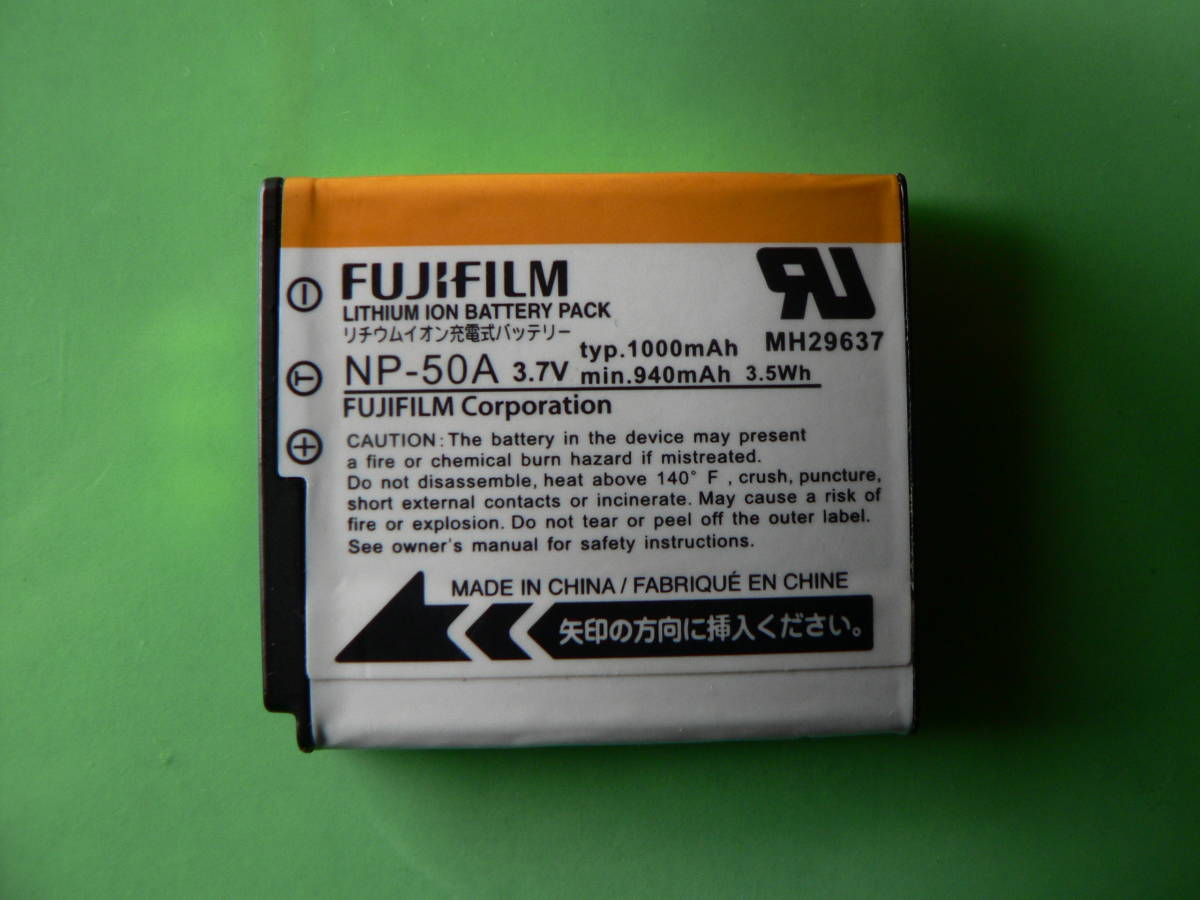 FUJIFILM
LITHIUM ION BATTERY PACK
リチウムイオン充電式バッテリー
NP-50A 3.7V typ.1000mAh
min.940mAh 3.5Wh
MH29637
FUJIFILM Corporation
CAUTION: The battery in the device may present
a fire or chemical burn hazard if mistreated.
Do not disassemble, heat above 140° F , crush, puncture,
short external contacts or incinerate. May cause a risk of
fire or explosion. Do not tear or peel off the outer label.
See owner's manual for safety instructions.
MADE IN CHINA / FABRIQUÉ EN CHINE
矢印の方向に挿入ください。
−
T
+